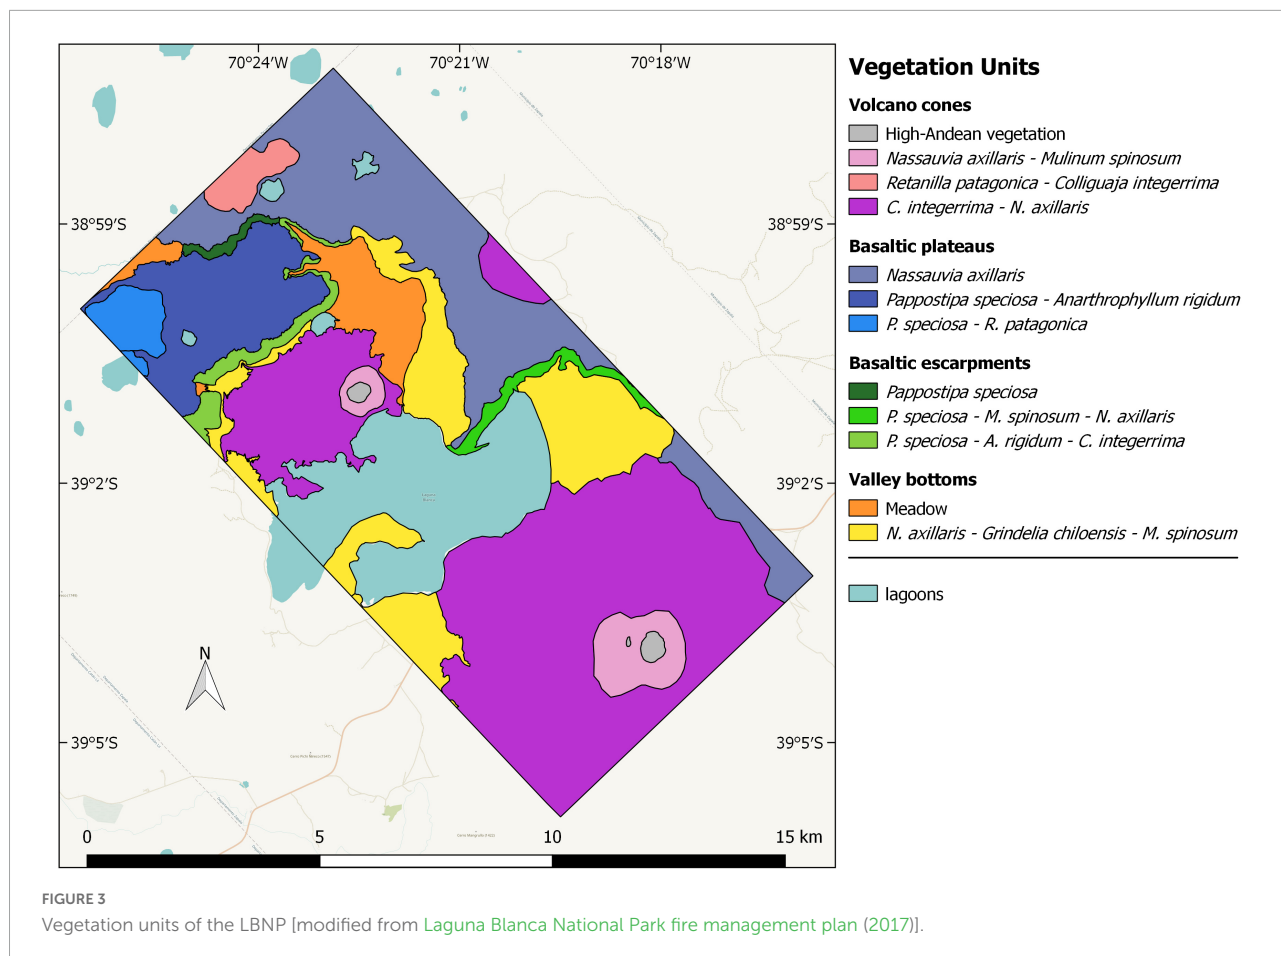 70°24′W 70°21′W 70°18′W
Vegetation Units
Volcano cones
High-Andean vegetation
Nassauvia axillaris - Mulinum spinosum
Retanilla patagonica - Colliguaja integerrima
C. integerrima - N. axillaris
38°59′S 38°59′S
Basaltic plateaus
Nassauvia axillaris
Pappostipa speciosa - Anarthrophyllum rigidum
P. speciosa - R. patagonica
Basaltic escarpments
Pappostipa speciosa
P. speciosa - M. spinosum - N. axillaris
P. speciosa - A. rigidum - C. integerrima
39°2′S 39°2′S
Valley bottoms
Meadow
N. axillaris - Grindelia chiloensis - M. spinosum
lagoons
N
39°5′S 39°5′S
0 5 10 15 km
FIGURE 3
Vegetation units of the LBNP [modified from Laguna Blanca National Park fire management plan (2017)].